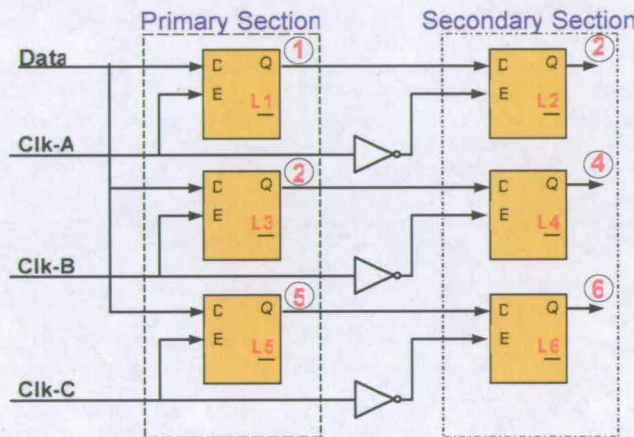 Primary Section
Secondary Section
Data
D Q 1
E
L1
D Q 2
E
L2
Clk-A
D Q 2
E
L3
D Q 4
E
L4
Clk-B
D Q 5
E
L5
D Q 6
E
L6
Clk-C